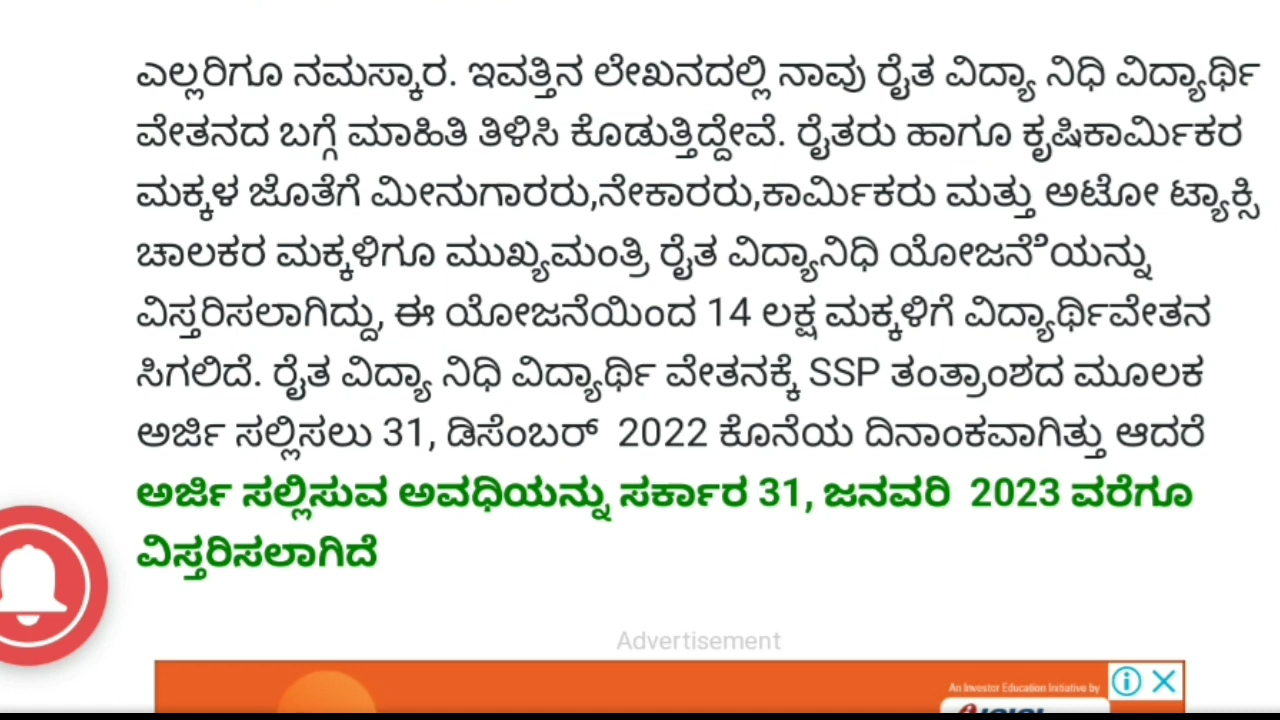 ಎಲ್ಲರಿಗೂ ನಮಸ್ಕಾರ. ಇವತ್ತಿನ ಲೇಖನದಲ್ಲಿ ನಾವು ರೈತ ವಿದ್ಯಾ ನಿಧಿ ವಿದ್ಯಾರ್ಥಿ
ವೇತನದ ಬಗ್ಗೆ ಮಾಹಿತಿ ತಿಳಿಸಿ ಕೊಡುತ್ತಿದ್ದೇವೆ. ರೈತರು ಹಾಗೂ ಕೃಷಿಕಾರ್ಮಿಕರ
ಮಕ್ಕಳ ಜೊತೆಗೆ ಮೀನುಗಾರರು,ನೇಕಾರರು,ಕಾರ್ಮಿಕರು ಮತ್ತು ಅಟೋ ಟ್ಯಾಕ್ಸಿ
ಚಾಲಕರ ಮಕ್ಕಳಿಗೂ ಮುಖ್ಯಮಂತ್ರಿ ರೈತ ವಿದ್ಯಾನಿಧಿ ಯೋಜನೆೆಯನ್ನು
ವಿಸ್ತರಿಸಲಾಗಿದ್ದು, ಈ ಯೋಜನೆಯಿಂದ 14 ಲಕ್ಷ ಮಕ್ಕಳಿಗೆ ವಿದ್ಯಾರ್ಥಿವೇತನ
ಸಿಗಲಿದೆ. ರೈತ ವಿದ್ಯಾ ನಿಧಿ ವಿದ್ಯಾರ್ಥಿ ವೇತನಕ್ಕೆ SSP ತಂತ್ರಾಂಶದ ಮೂಲಕ
ಅರ್ಜಿ ಸಲ್ಲಿಸಲು 31, ಡಿಸೆಂಬರ್ 2022 ಕೊನೆಯ ದಿನಾಂಕವಾಗಿತ್ತು ಆದರೆ
ಅರ್ಜಿ ಸಲ್ಲಿಸುವ ಅವಧಿಯನ್ನು ಸರ್ಕಾರ 31, ಜನವರಿ 2023 ವರೆಗೂ
ವಿಸ್ತರಿಸಲಾಗಿದೆ
Advertisement
An Investor Education Initiative by